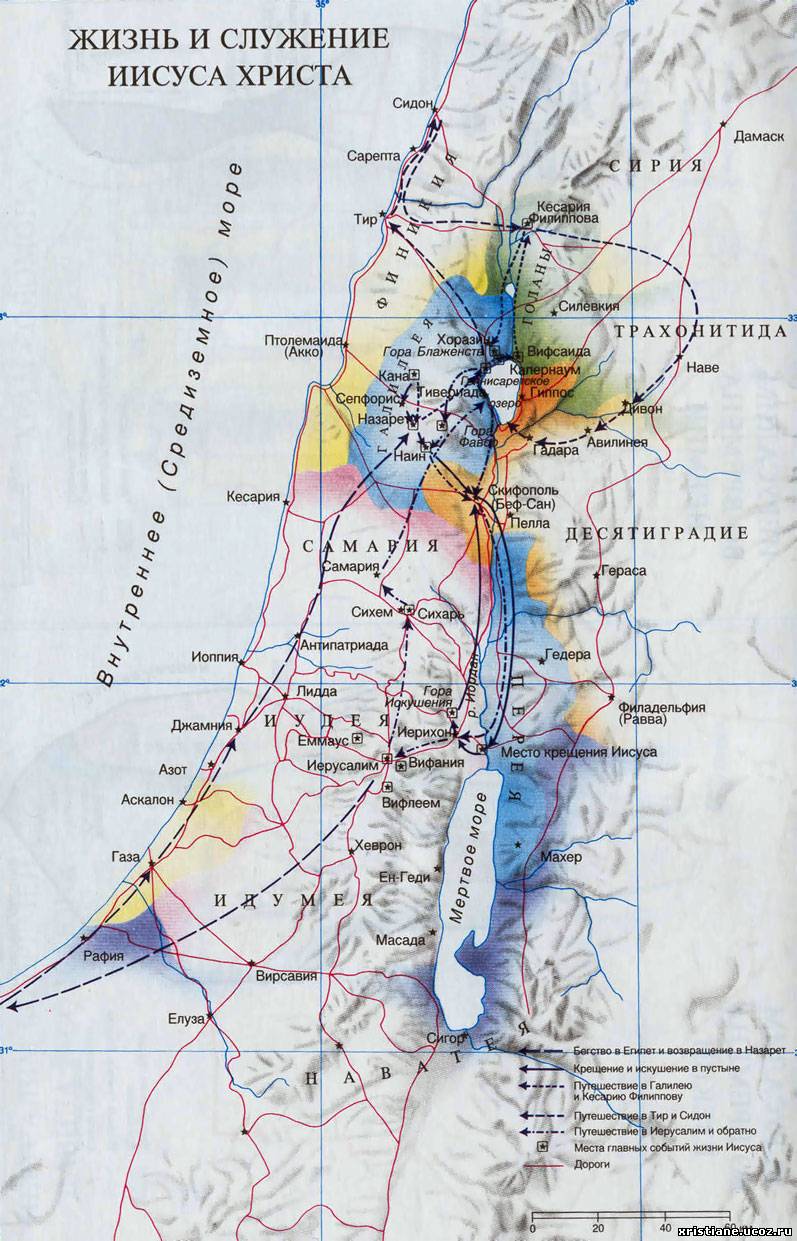 ЖИЗНЬ И СЛУЖЕНИЕ
ИИСУСА ХРИСТА
35°
36°
Сидон
Дамаск
Сарепта
СИРИЯ
Внутреннее (Средиземное) море
Тир
ФИНИКИЯ
Кесария
Филиппова
ГОЛАНЫ
Силевкия
33
ТРАХОНИТИДА
Птолемаида
(Акко)
Хоразин
Гора Блаженств
Вифсаида
Капернаум
Наве
ГАЛИЛЕЯ
Кана
Тивериада
Геннисаретское
озеро
Гиппос
Сепфорис
Дивон
Назарет
Гора
Фавор
Авилинея
Гадара
Наин
Кесария
Скифополь
(Беф-Сан)
Пелла
ДЕСЯТИГРАДИЕ
САМАРИЯ
Самария
Гераса
Сихем
Сихарь
Антипатриада
Иоппия
р. Иордан
Гедера
32°
Лидда
Гора
Искушения
ПЕРЕЯ
Филадельфия
(Равва)
Джамния
ИУДЕЯ
Иерихон
Еммаус
Место крещения Иисуса
Иерусалим
Вифания
Азот
Аскалон
Вифлеем
Мертвое море
Хеврон
Газа
Махер
Ен-Геди
ИДУМЕЯ
Масада
Рафия
Вирсавия
Елуза
Сигор
31°
НАВАТЕЯ
Бегство в Египет и возвращение в Назарет
Крещение и искушение в пустыне
Путешествие в Галилею
и Кесарию Филиппову
Путешествие в Тир и Сидон
Путешествие в Иерусалим и обратно
Места главных событий жизни Иисуса
Дороги
0 20 40 60
xristiane.ucoz.ru